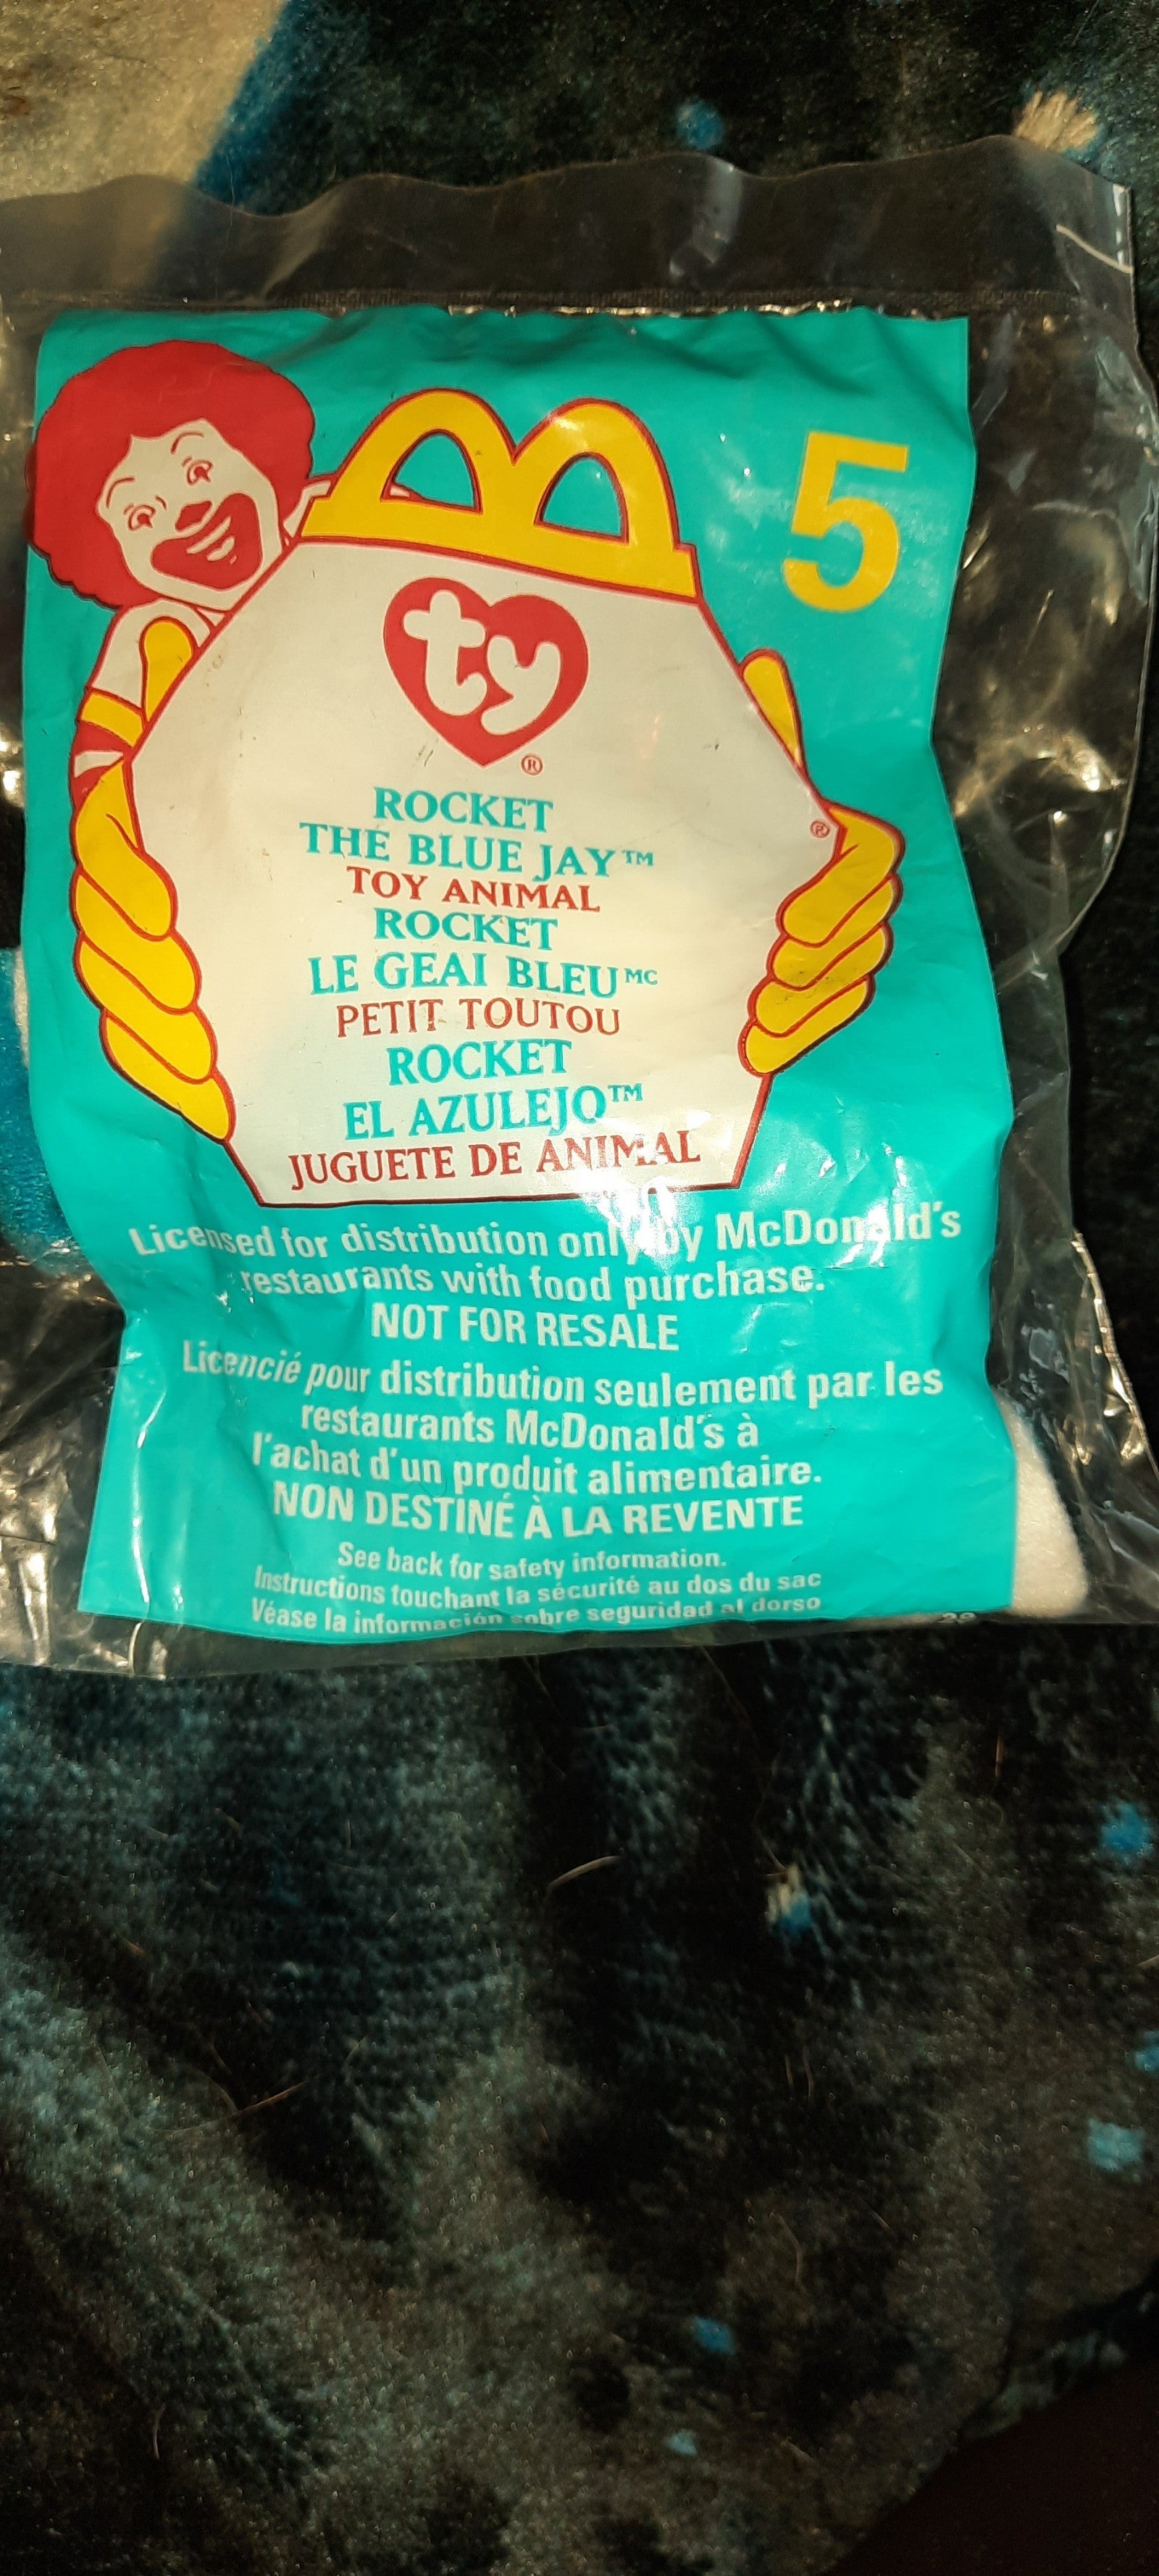 5
ty®
ROCKET
THE BLUE JAY™
TOY ANIMAL
ROCKET
LE GEAI BLEU MC
PETIT TOUTOU
ROCKET
EL AZULEJO™
JUGUETE DE ANIMAL
®
Licensed for distribution only by McDonald's
restaurants with food purchase.
NOT FOR RESALE
Licencié pour distribution seulement par les
restaurants McDonald's à
l'achat d'un produit alimentaire.
NON DESTINÉ À LA REVENTE
See back for safety information.
Instructions touchant la sécurité au dos du sac
Véase la información sobre seguridad al dorso